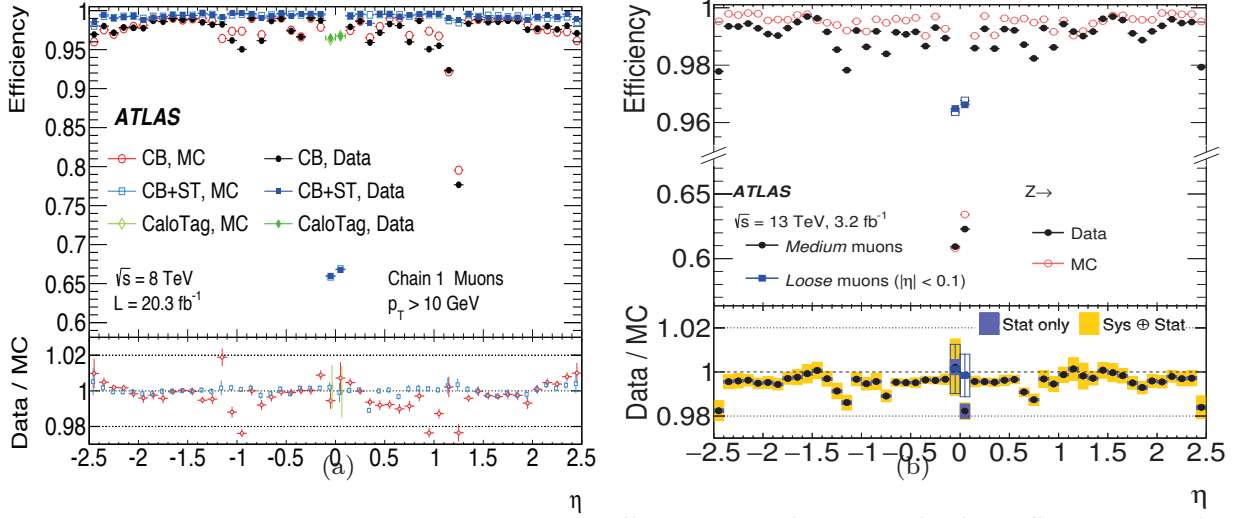 Efficiency
1
0.95
0.9
0.85
0.8
0.75
0.7
0.65
0.6
ATLAS
CB, MC
CB, Data
CB+ST, MC
CB+ST, Data
CaloTag, MC
CaloTag, Data
√s = 8 TeV
L = 20.3 fb⁻¹
Chain 1 Muons
p_T > 10 GeV
Data / MC
1.02
1
0.98
-2.5 -2 -1.5 -1 -0.5 0 0.5 1 1.5 2 2.5
(a)
η
Efficiency
1
0.98
0.96
0.65
0.6
ATLAS
Z→
√s = 13 TeV, 3.2 fb⁻¹
Medium muons
Data
Loose muons (|η| < 0.1)
MC
Data / MC
1.02
1
0.98
Stat only
Sys ⊕ Stat
−2.5 −2 −1.5 −1 −0.5 0 0.5 1 1.5 2 2.5
(b)
η